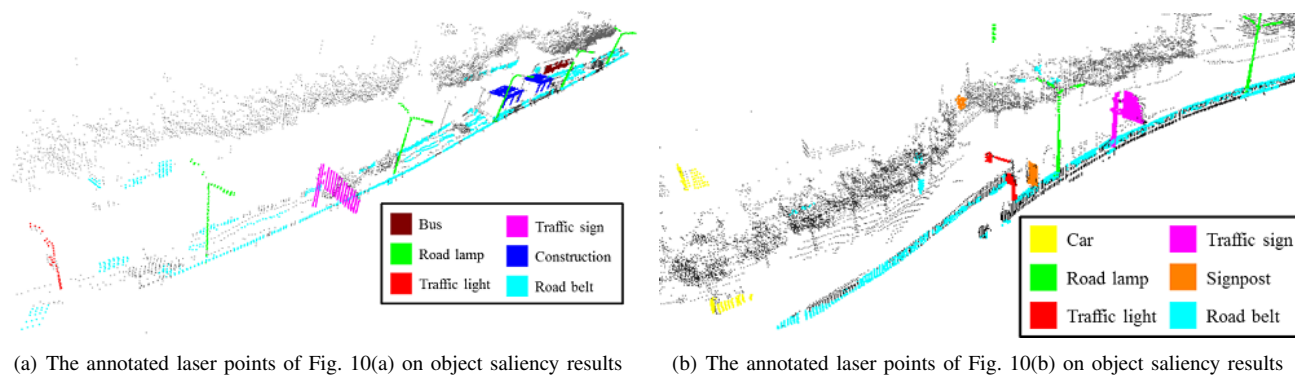 Bus
Traffic sign
Road lamp
Construction
Traffic light
Road belt
Car
Traffic sign
Road lamp
Signpost
Traffic light
Road belt
(a) The annotated laser points of Fig. 10(a) on object saliency results
(b) The annotated laser points of Fig. 10(b) on object saliency results